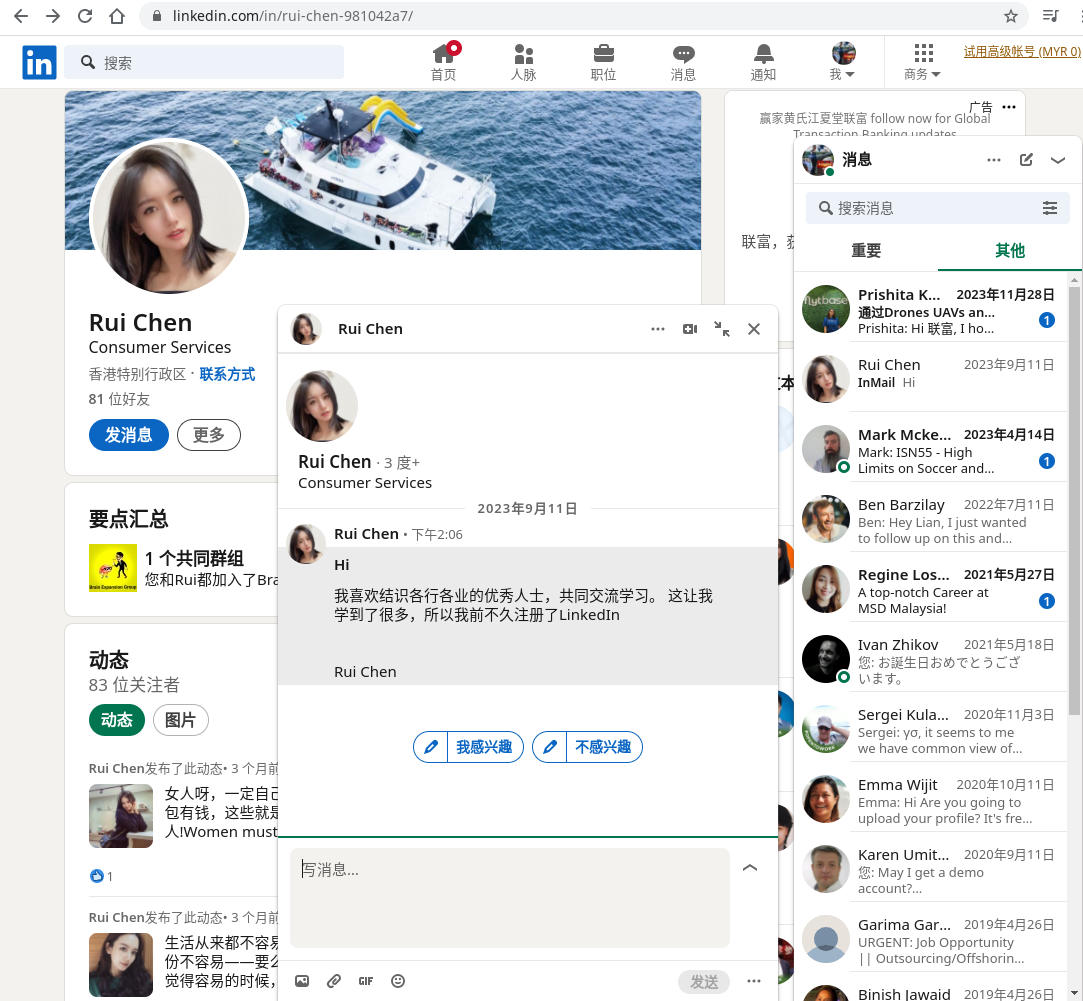 linkedin.com/in/rui-chen-981042a7/
in
搜索
首页
人脉
职位
消息
通知
我
商务
试用高级帐号 (MYR 0)
Rui Chen
Consumer Services
香港特别行政区 · 联系方式
81 位好友
发消息
更多
要点汇总
1 个共同群组
您和Rui都加入了Bra
动态
83 位关注者
动态
图片
Rui Chen发布了此动态• 3 个月前
女人呀，一定自己
包有钱，这些就是
人!Women must
1
Rui Chen发布了此动态• 3 个月前
生活从来都不容易
份不容易——要么
觉得容易的时候，
广告
赢家黄氏江夏堂联富 follow now for Global
Transaction Banking updates
联富，获
Rui Chen
Rui Chen · 3 度+
Consumer Services
2023年9月11日
Rui Chen • 下午2:06
Hi
我喜欢结识各行各业的优秀人士，共同交流学习。 这让我
学到了很多，所以我前不久注册了LinkedIn
Rui Chen
我感兴趣
不感兴趣
写消息...
GIF
发送
消息
搜索消息
重要
其他
Prishita K... 2023年11月28日
通过Drones UAVs an...
Prishita: Hi 联富, I ho...
1
Rui Chen 2023年9月11日
InMail Hi
Mark Mcke... 2023年4月14日
Mark: ISN55 - High
Limits on Soccer and...
1
Ben Barzilay 2022年7月11日
Ben: Hey Lian, I just wanted
to follow up on this and...
Regine Los... 2021年5月27日
A top-notch Career at
MSD Malaysia!
1
Ivan Zhikov 2021年5月18日
您: お誕生日おめでとうござ
います。
Sergei Kula... 2020年11月3日
Sergei: yσ, it seems to me
we have common view of...
Emma Wijit 2020年10月11日
Emma: Hi Are you going to
upload your profile? It's fre...
Karen Umit... 2020年9月11日
您: May I get a demo
account?...
Garima Gar... 2019年4月26日
URGENT: Job Opportunity
|| Outsourcing/Offshorin...
Binish Jawaid 2019年4月26日